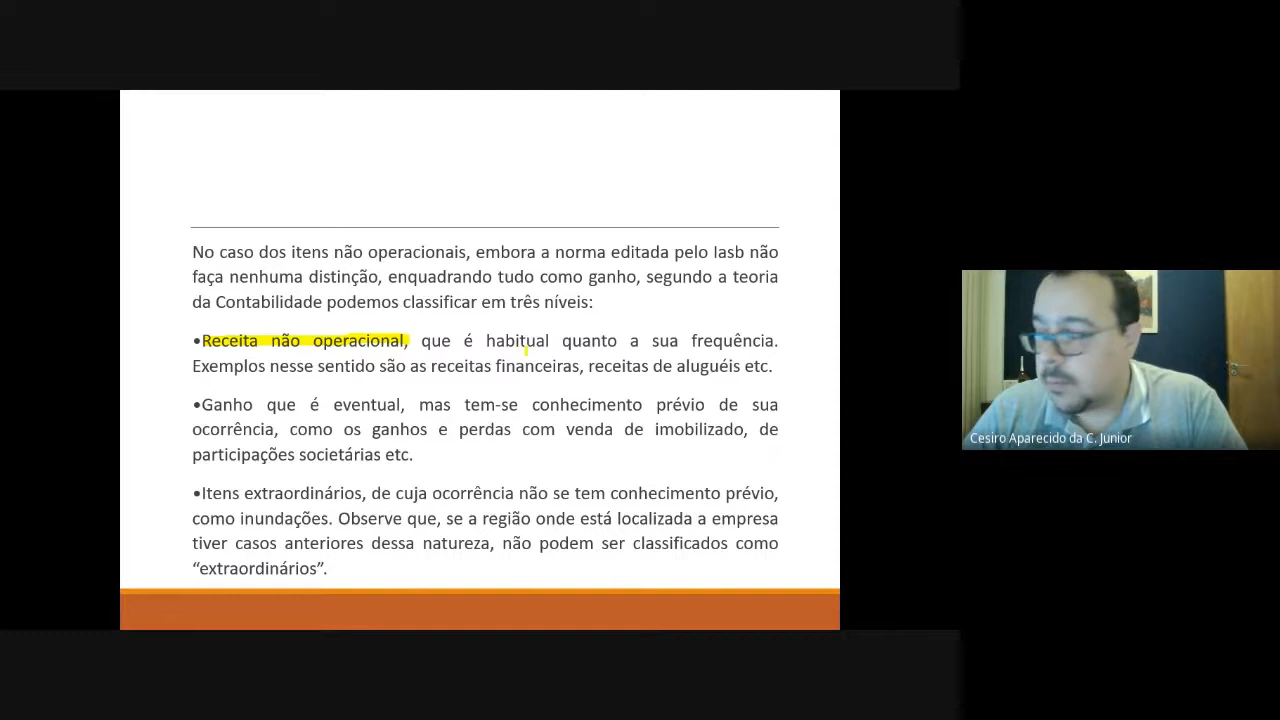 No caso dos itens não operacionais, embora a norma editada pelo Iasb não
faça nenhuma distinção, enquadrando tudo como ganho, segundo a teoria
da Contabilidade podemos classificar em três níveis:
•Receita não operacional, que é habitual quanto a sua frequência.
Exemplos nesse sentido são as receitas financeiras, receitas de aluguéis etc.
•Ganho que é eventual, mas tem-se conhecimento prévio de sua
ocorrência, como os ganhos e perdas com venda de imobilizado, de
participações societárias etc.
•Itens extraordinários, de cuja ocorrência não se tem conhecimento prévio,
como inundações. Observe que, se a região onde está localizada a empresa
tiver casos anteriores dessa natureza, não podem ser classificados como
“extraordinários”.
Cesiro Aparecido da C. Junior